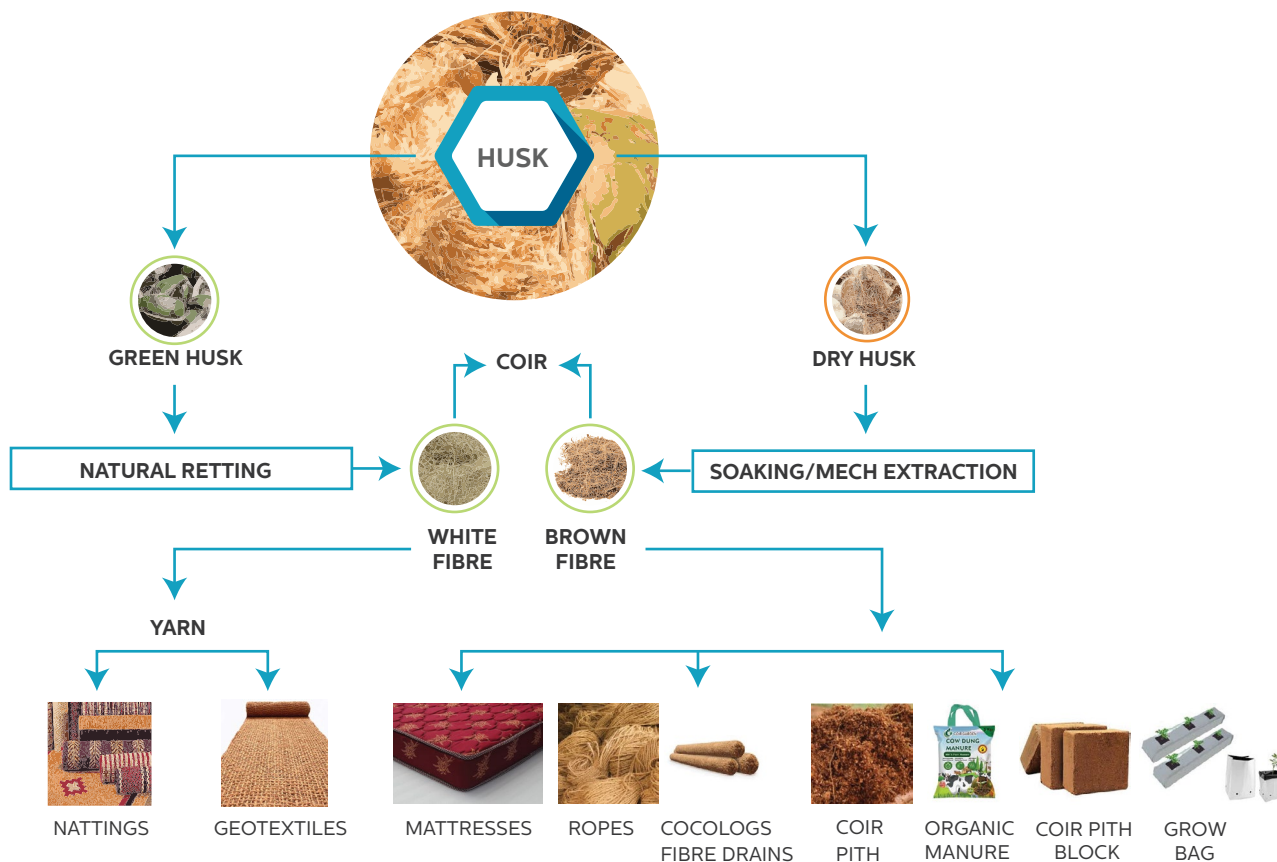 HUSK
GREEN HUSK
COIR
DRY HUSK
NATURAL RETTING
SOAKING/MECH EXTRACTION
WHITE
FIBRE
BROWN
FIBRE
YARN
COW DUNG
MANURE
NATTINGS
GEOTEXTILES
MATTRESSES
ROPES
COCOLOGS
FIBRE DRAINS
COIR
PITH
ORGANIC
MANURE
COIR PITH
BLOCK
GROW
BAG